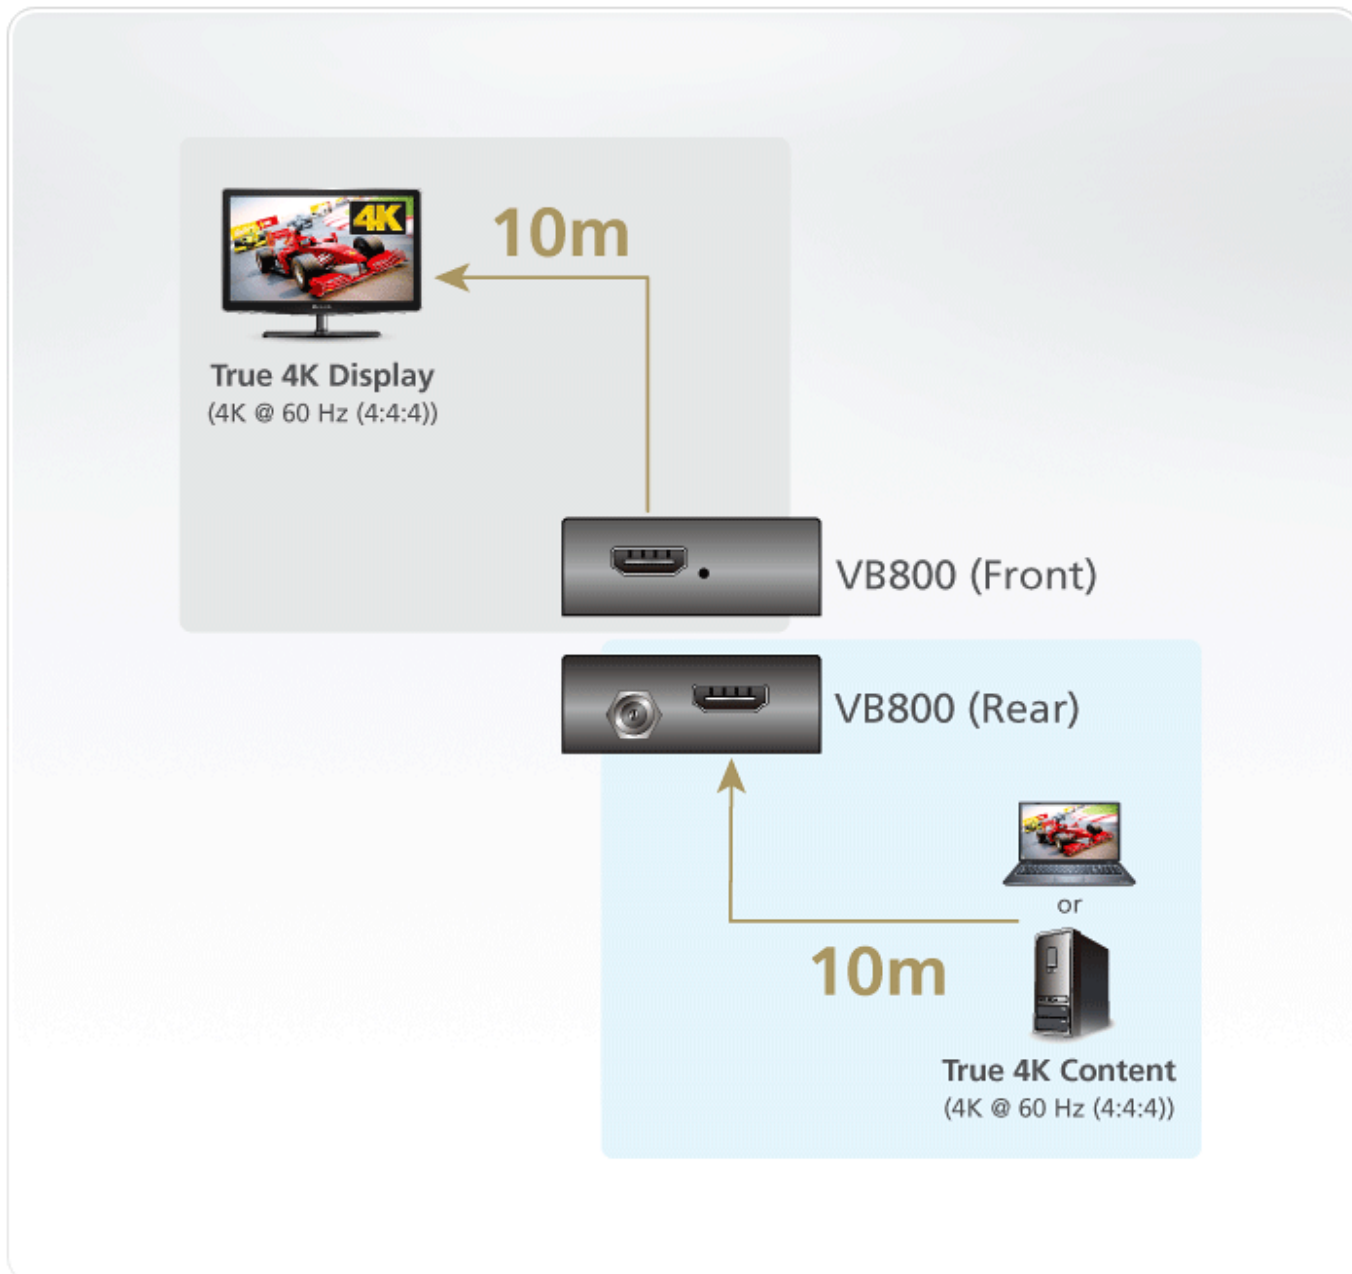 4K
10m
True 4K Display
(4K @ 60 Hz (4:4:4))
VB800 (Front)
VB800 (Rear)
or
10m
True 4K Content
(4K @ 60 Hz (4:4:4))